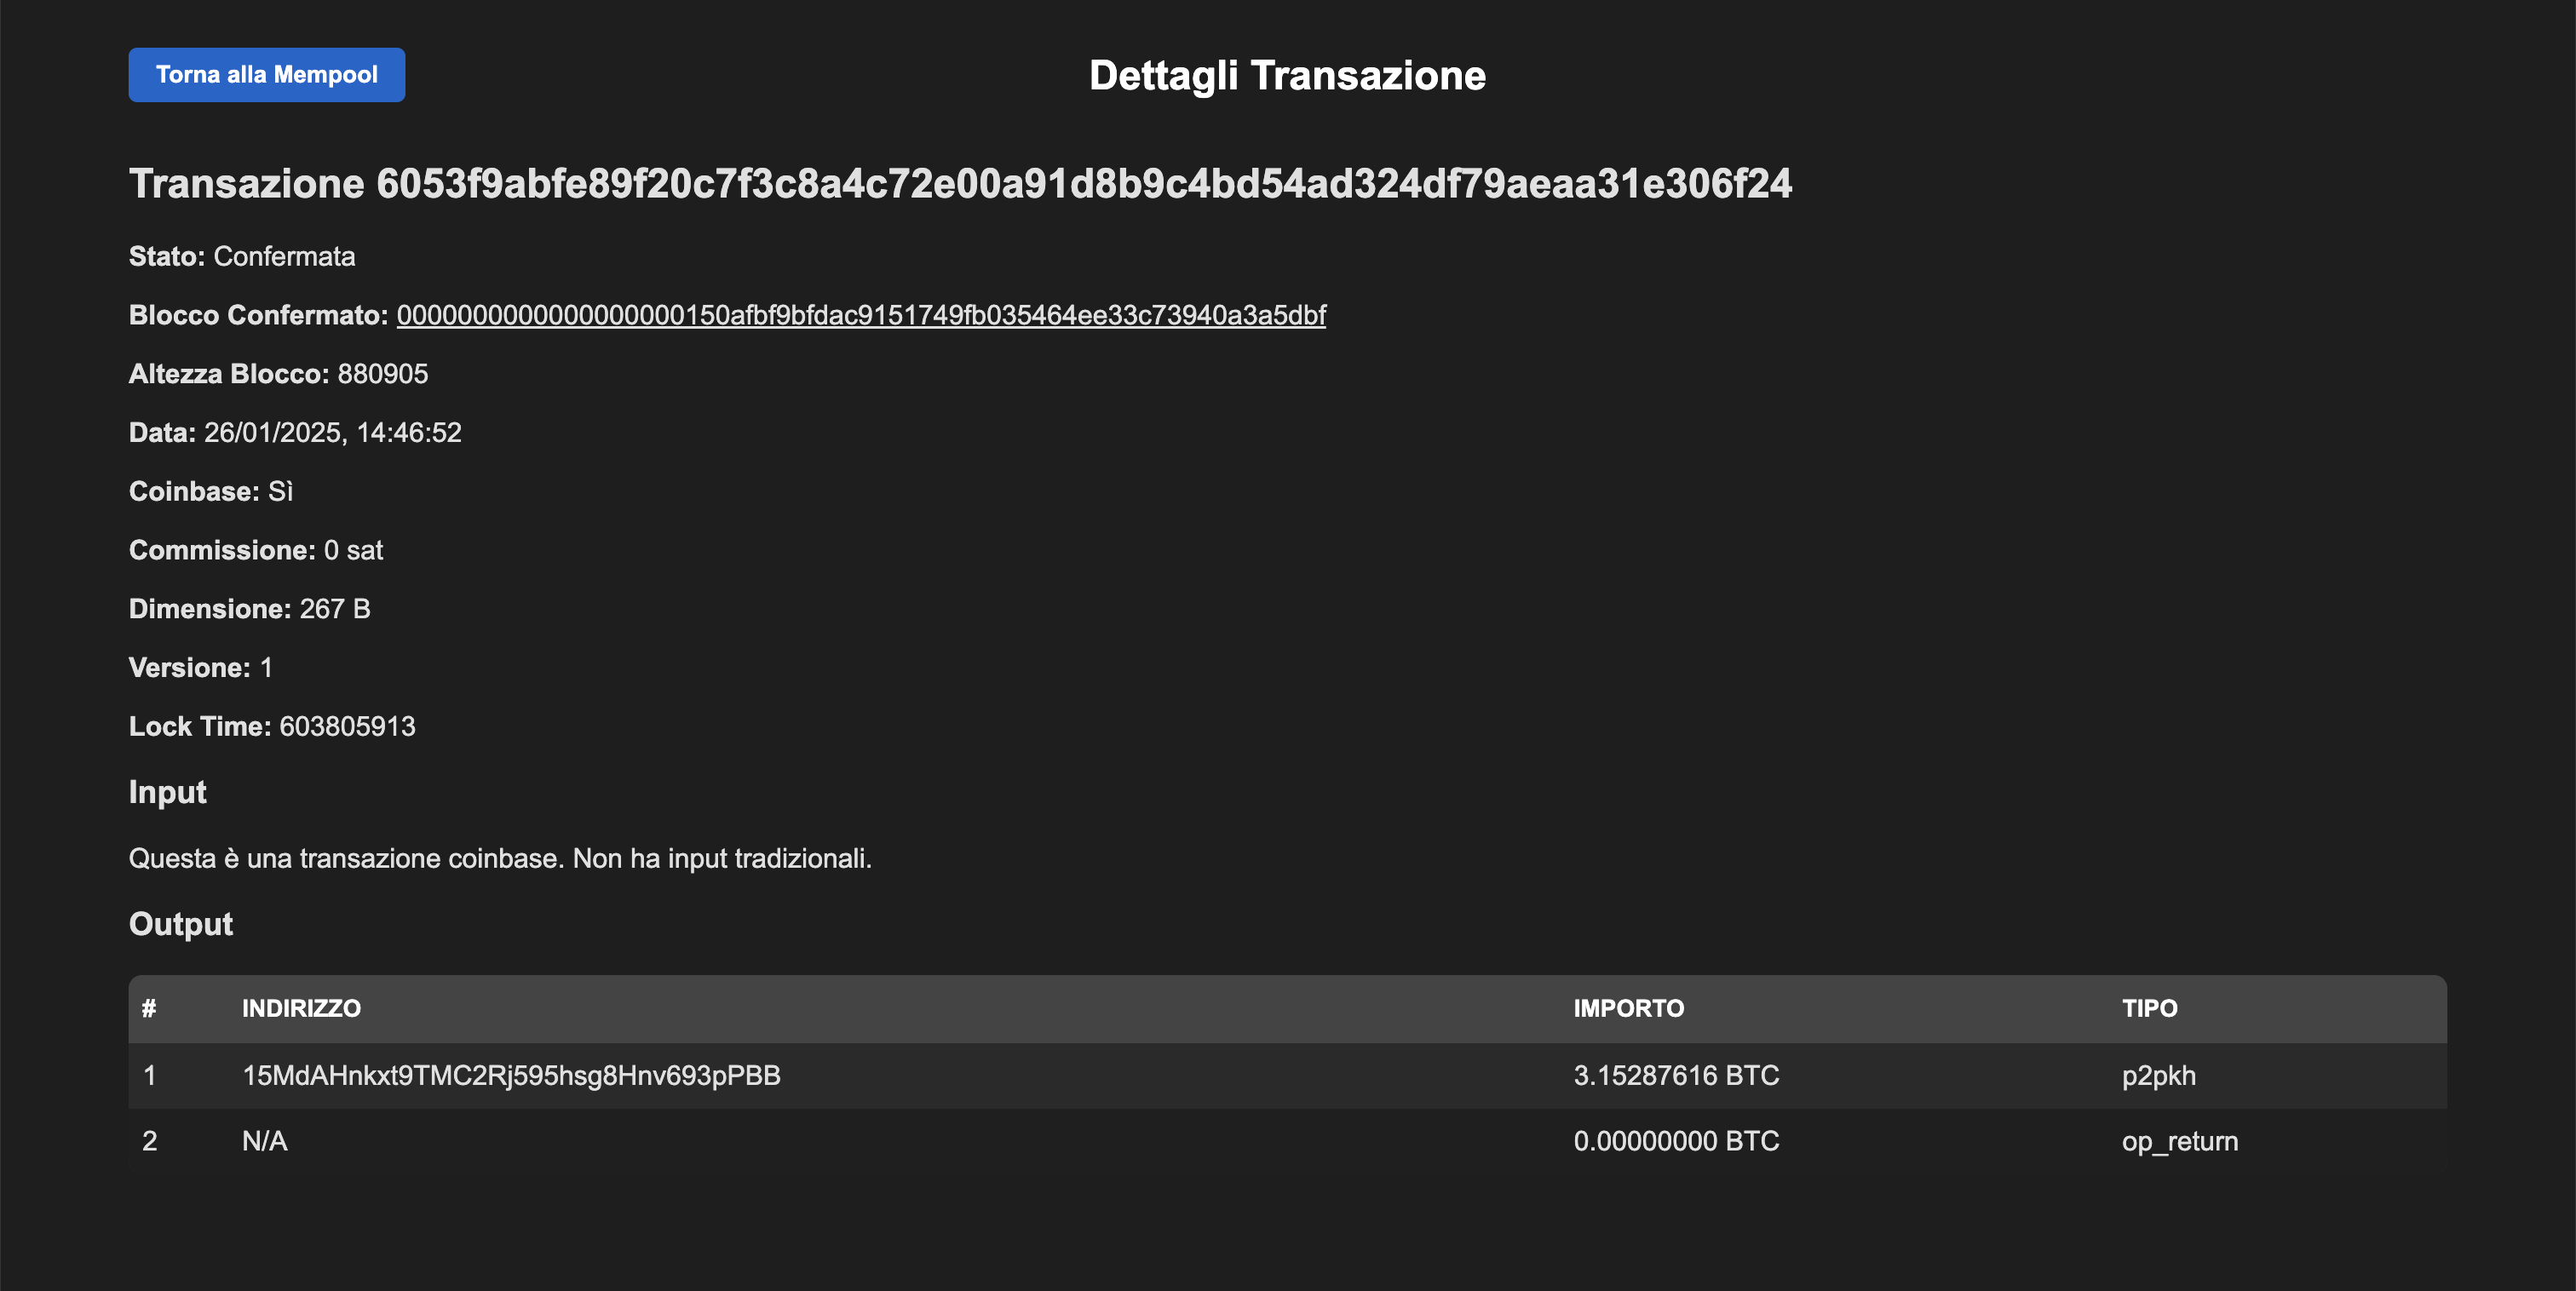 Torna alla Mempool
Dettagli Transazione
Transazione 6053f9abfe89f20c7f3c8a4c72e00a91d8b9c4bd54ad324df79aeaa31e306f24
Stato: Confermata
Blocco Confermato: 0000000000000000000150afbf9bfdac9151749fb035464ee33c73940a3a5dbf
Altezza Blocco: 880905
Data: 26/01/2025, 14:46:52
Coinbase: Sì
Commissione: 0 sat
Dimensione: 267 B
Versione: 1
Lock Time: 603805913
Input
Questa è una transazione coinbase. Non ha input tradizionali.
Output
# INDIRIZZO IMPORTO TIPO
1 15MdAHnkxt9TMC2Rj595hsg8Hnv693pPBB 3.15287616 BTC p2pkh
2 N/A 0.00000000 BTC op_return